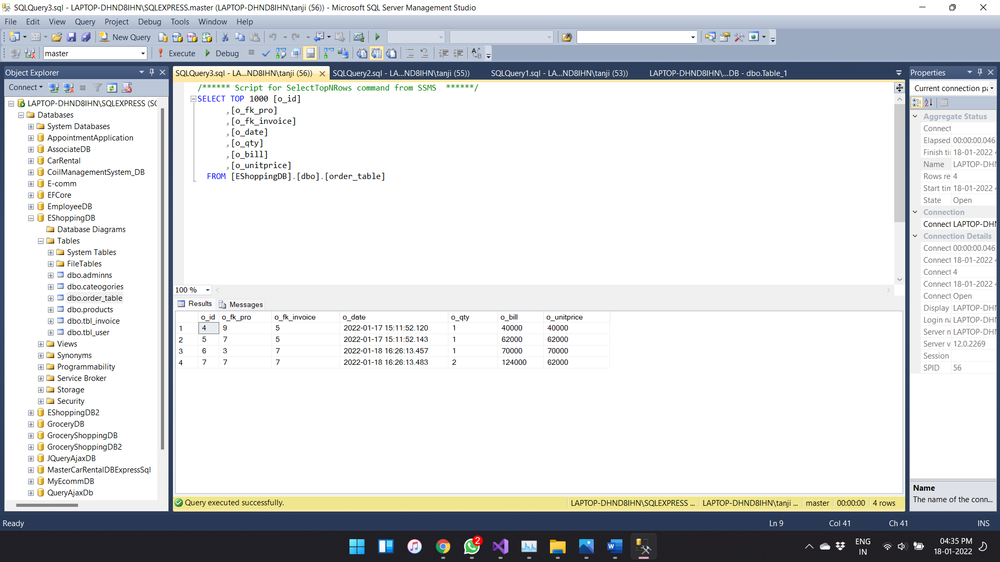 SQLQuery3.sql - LAPTOP-DHND8IHN\SQLEXPRESS.master (LAPTOP-DHND8IHN\tanji (56)) - Microsoft SQL Server Management Studio
File Edit View Query Project Debug Tools Window Help
New Query
master Execute Debug
Object Explorer
Connect
LAPTOP-DHND8IHN\SQLEXPRESS (SC
Databases
System Databases
AppointmentApplication
AssociateDB
CarRental
CoilManagementSystem_DB
E-comm
EFCore
EmployeeDB
EShoppingDB
Database Diagrams
Tables
System Tables
FileTables
dbo.adminns
dbo.cateogories
dbo.order_table
dbo.products
dbo.tbl_invoice
dbo.tbl_user
Views
Synonyms
Programmability
Service Broker
Storage
Security
EShoppingDB2
GroceryDB
GroceryShoppingDB
GroceryShoppingDB2
JQueryAjaxDB
MasterCarRentalDBExpressSql
MyEcommDB
QueryAjaxDb
SQLQuery3.sql - LA...ND8IHN\tanji (56)) SQLQuery2.sql - LA...ND8IHN\tanji (55)) SQLQuery1.sql - LA...ND8IHN\tanji (53)) LAPTOP-DHND8IHN\...DB - dbo.Table_1
/****** Script for SelectTopNRows command from SSMS  ******/
SELECT TOP 1000 [o_id]
,[o_fk_pro]
,[o_fk_invoice]
,[o_date]
,[o_qty]
,[o_bill]
,[o_unitprice]
FROM [EShoppingDB].[dbo].[order_table]
100 %
Results Messages
o_id o_fk_pro o_fk_invoice o_date o_qty o_bill o_unitprice
1 4 9 5 2022-01-17 15:11:52.120 1 40000 40000
2 5 7 5 2022-01-17 15:11:52.143 1 62000 62000
3 6 3 7 2022-01-18 16:26:13.457 1 70000 70000
4 7 7 7 2022-01-18 16:26:13.483 2 124000 62000
Query executed successfully. LAPTOP-DHND8IHN\SQLEXPRESS ... LAPTOP-DHND8IHN\tanji ... master 00:00:00 4 rows
Properties
Current connection pa
Aggregate Status
Connect
Elapsed 00:00:00.046
Finish ti 18-01-2022 4
Name LAPTOP-DHN
Rows re 4
Start tim 18-01-2022 4
State Open
Connection
Connect LAPTOP-DHN
Connection Details
Connect 00:00:00.046
Connect 18-01-2022 4
Connect 4
Connect 18-01-2022 4
Connect Open
Display LAPTOP-DHN
Login na LAPTOP-DHN
Server n LAPTOP-DHN
Server v 12.0.2269
Session
SPID 56
Name
The name of the conn...
Ready Ln 9 Col 41 Ch 41 INS
2
ENG
IN
04:35 PM
18-01-2022